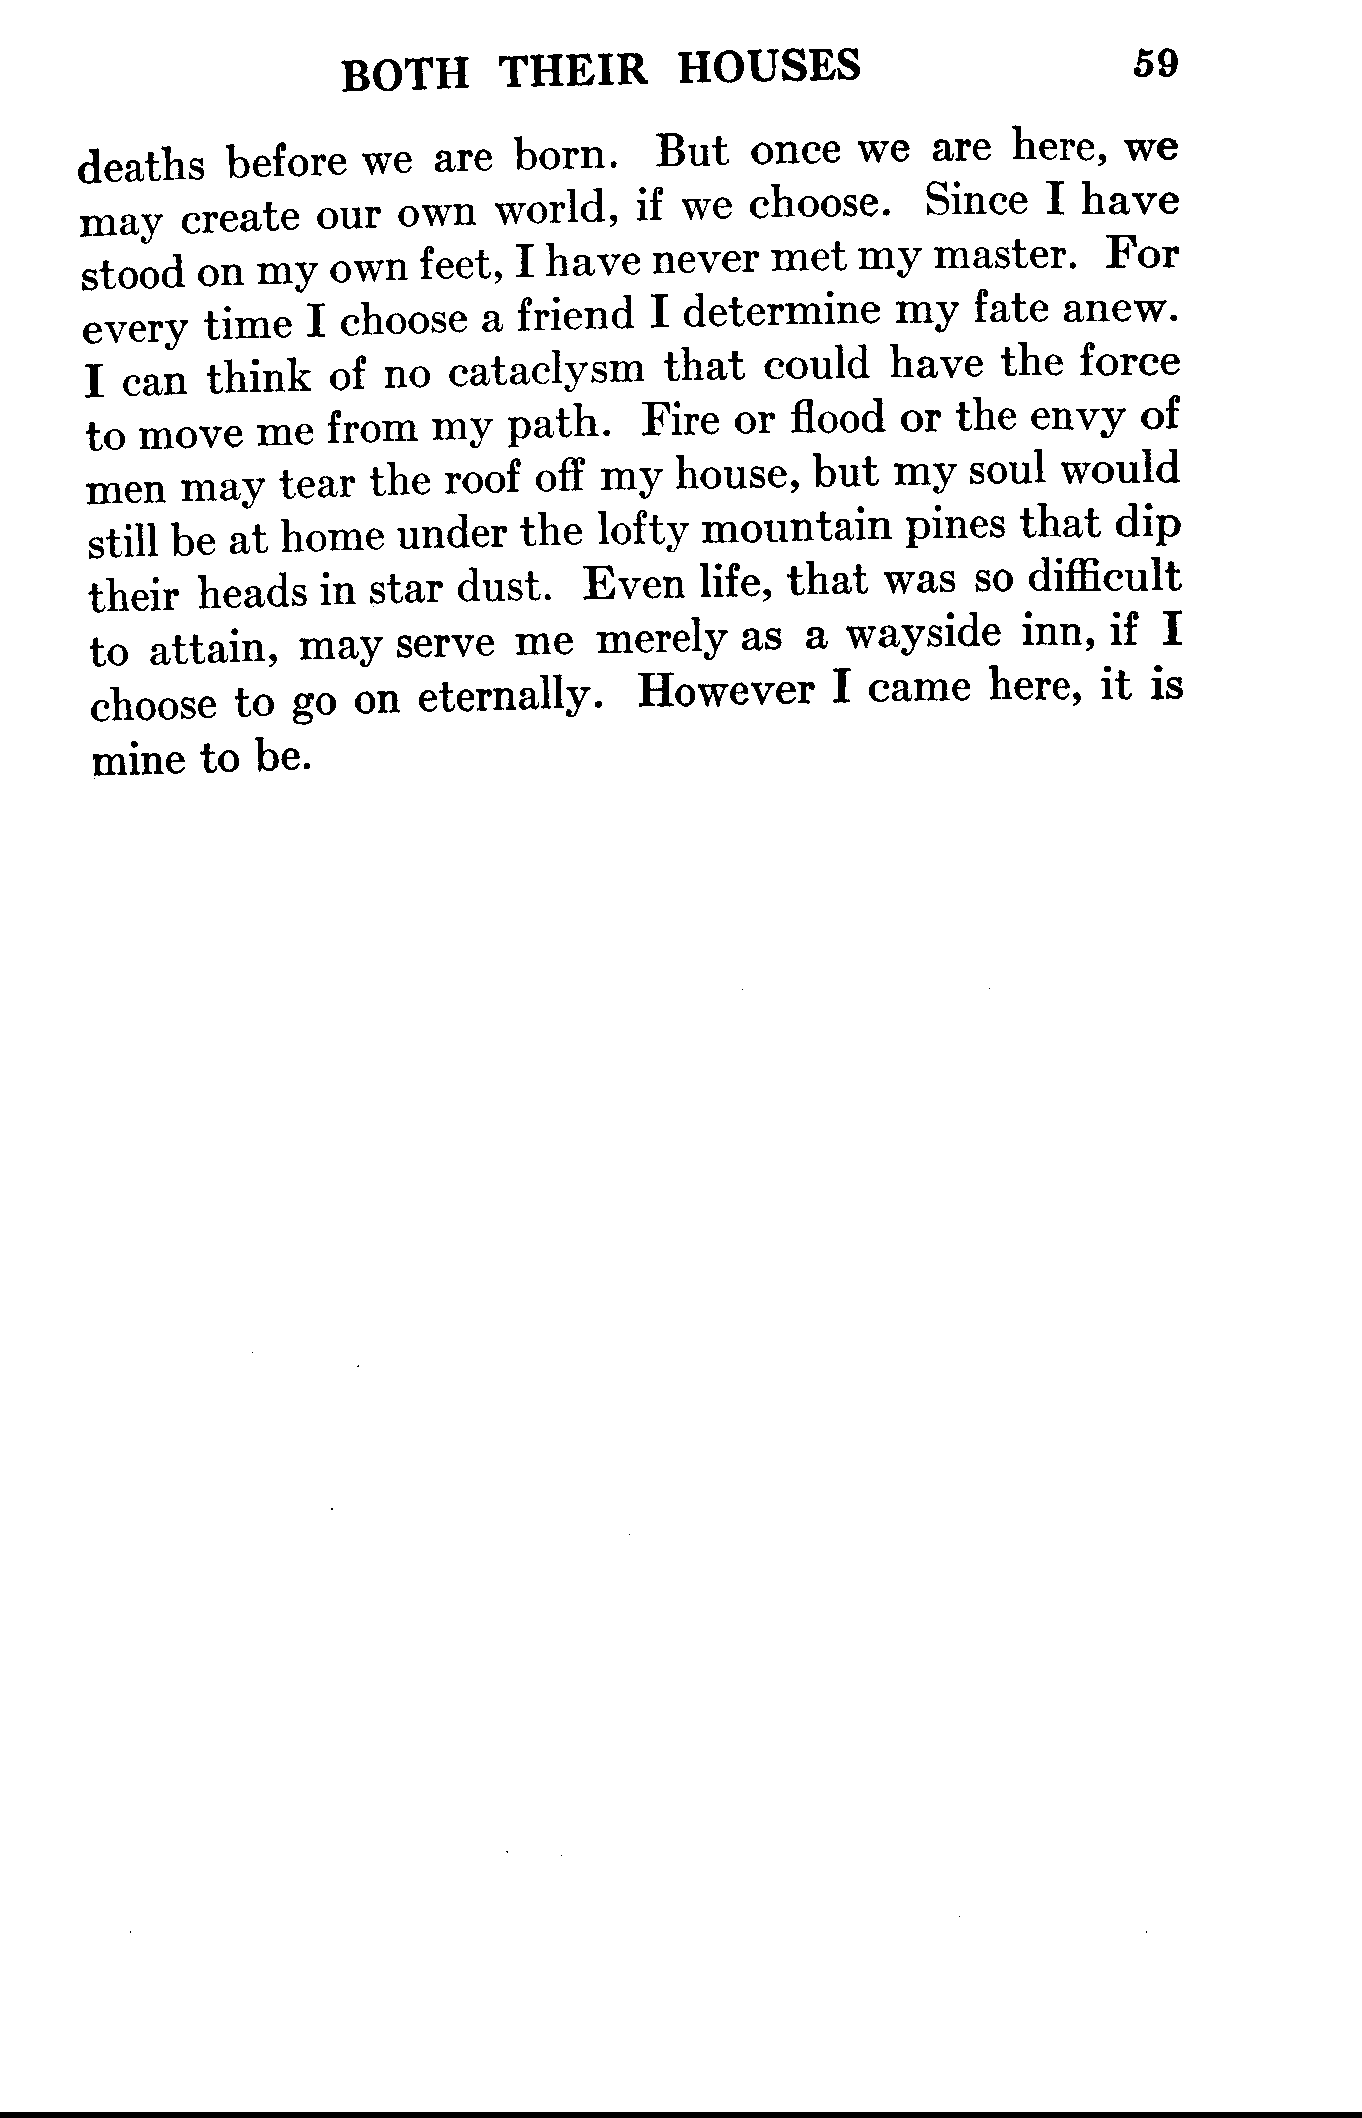 BOTH THEIR HOUSES 59
deaths before we are born. But once we are here, we
may create our own world, if we choose. Since I have
stood on my own feet, I have never met my master. For
every time I choose a friend I determine my fate anew.
I can think of no cataclysm that could have the force
to move me from my path. Fire or flood or the envy of
men may tear the roof off my house, but my soul would
still be at home under the lofty mountain pines that dip
their heads in star dust. Even life, that was so difficult
to attain, may serve me merely as a wayside inn, if I
choose to go on eternally. However I came here, it is
mine to be.